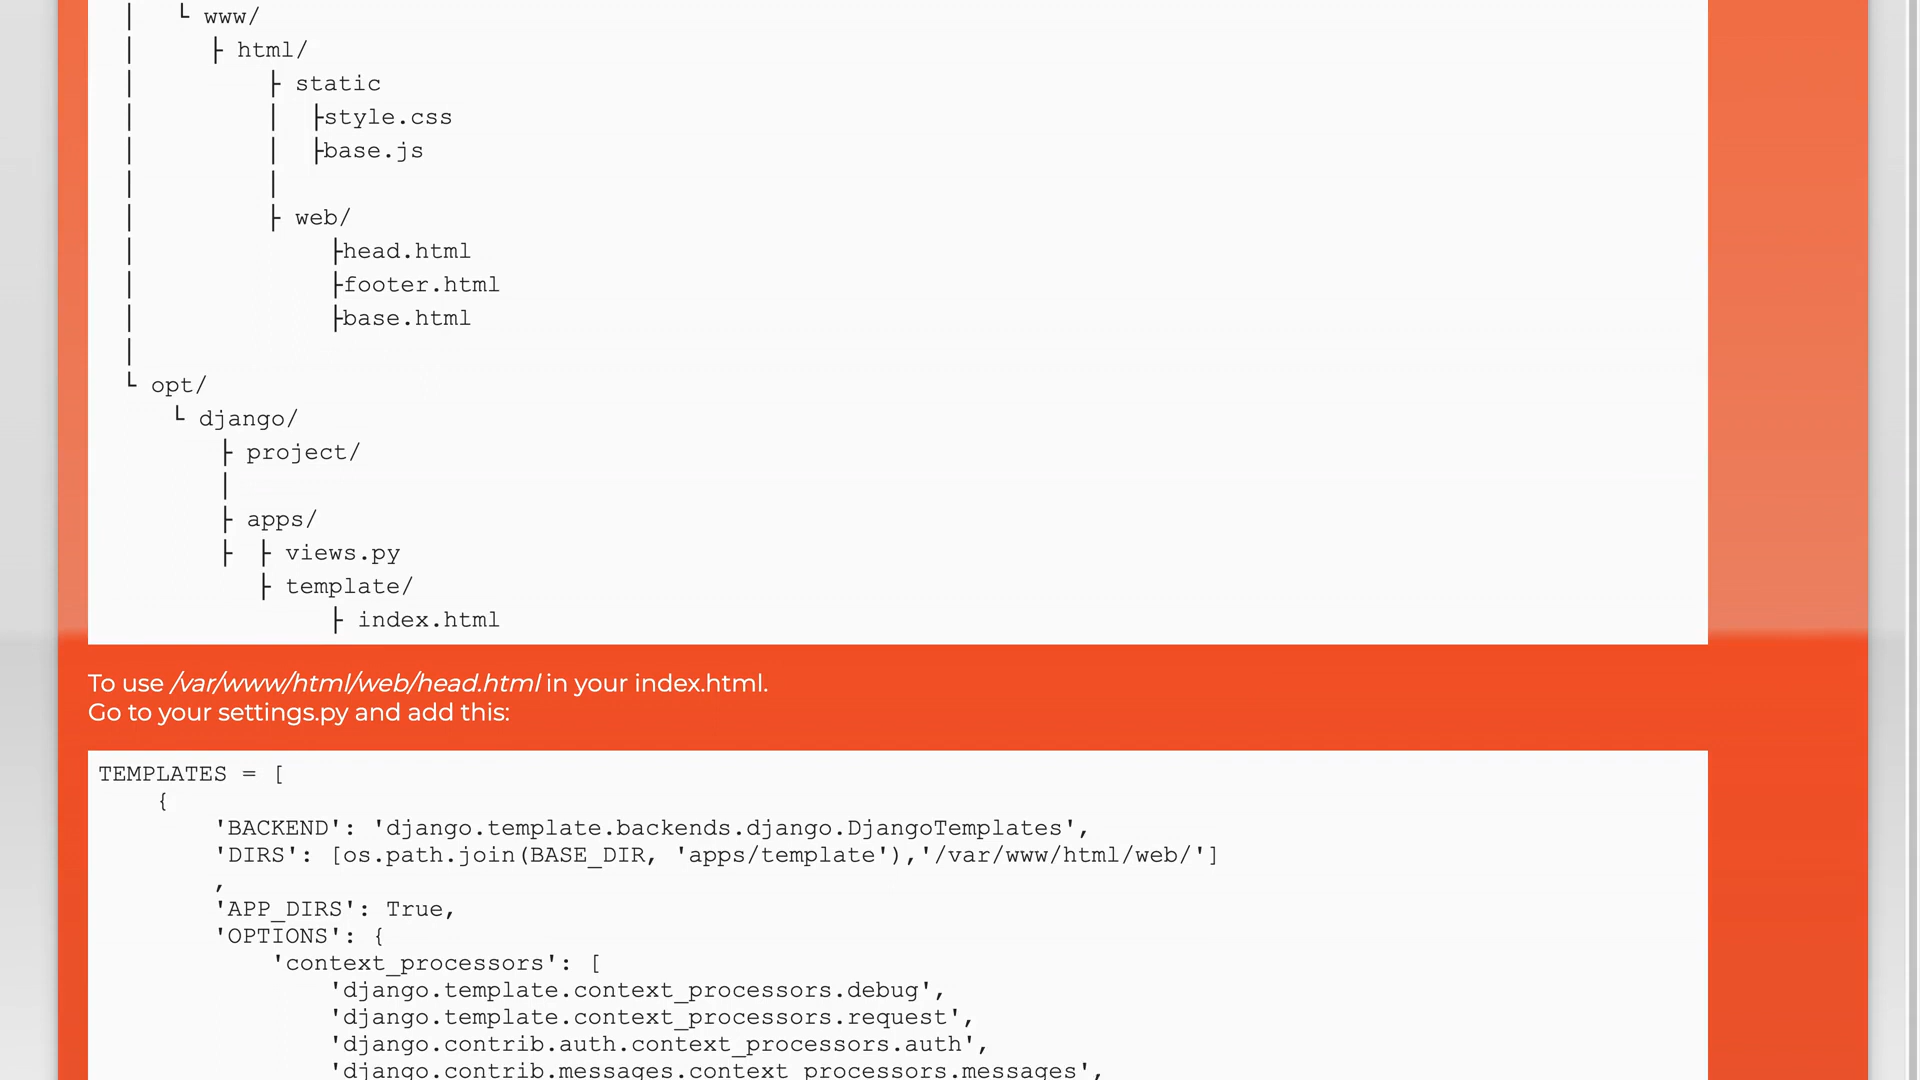 │   └ www/
│     ├ html/
│         ├ static
│         │  ├style.css
│         │  ├base.js
│         │
│         ├ web/
│             ├head.html
│             ├footer.html
│             ├base.html
│
└ opt/
   └ django/
      ├ project/
      │
      ├ apps/
      ├  ├ views.py
         ├ template/
              ├ index.html
To use /var/www/html/web/head.html in your index.html.
Go to your settings.py and add this:
TEMPLATES = [
    {
        'BACKEND': 'django.template.backends.django.DjangoTemplates',
        'DIRS': [os.path.join(BASE_DIR, 'apps/template'),'/var/www/html/web/']
        ,
        'APP_DIRS': True,
        'OPTIONS': {
            'context_processors': [
                'django.template.context_processors.debug',
                'django.template.context_processors.request',
                'django.contrib.auth.context_processors.auth',
                'django.contrib.messages.context_processors.messages',